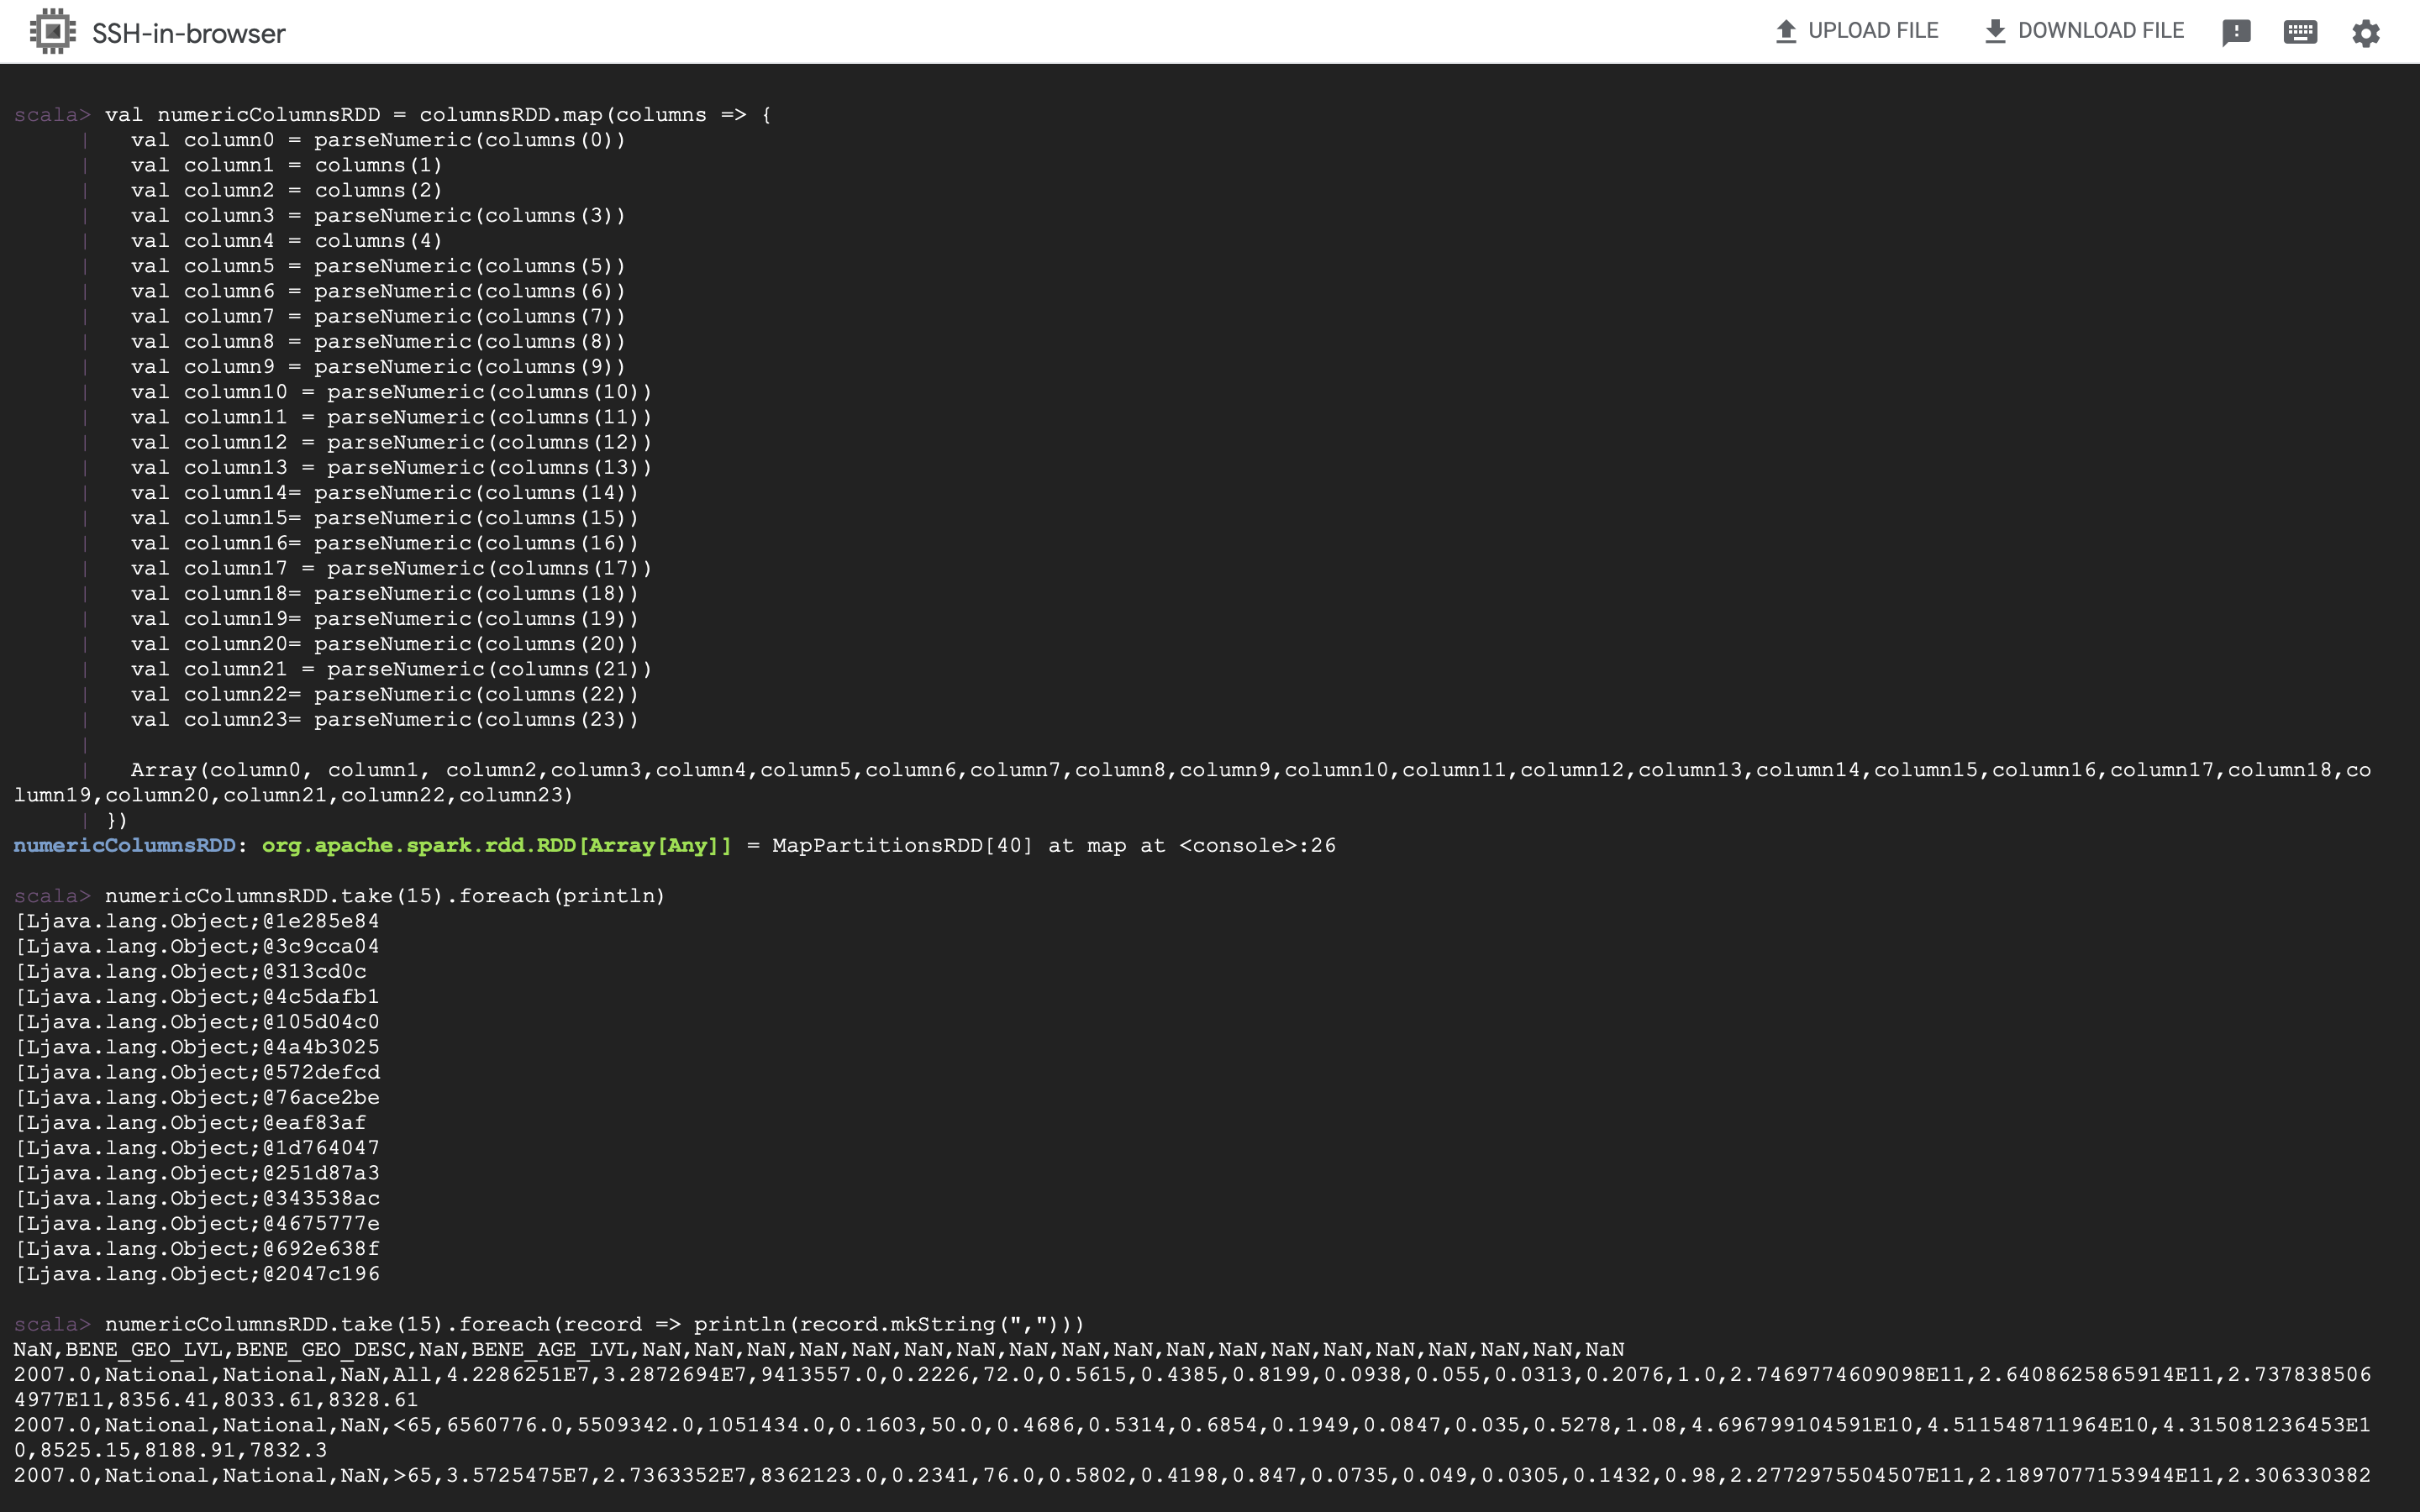 SSH-in-browser
UPLOAD FILE
DOWNLOAD FILE
scala> val numericColumnsRDD = columnsRDD.map(columns => {
     |   val column0 = parseNumeric(columns(0))
     |   val column1 = columns(1)
     |   val column2 = columns(2)
     |   val column3 = parseNumeric(columns(3))
     |   val column4 = columns(4)
     |   val column5 = parseNumeric(columns(5))
     |   val column6 = parseNumeric(columns(6))
     |   val column7 = parseNumeric(columns(7))
     |   val column8 = parseNumeric(columns(8))
     |   val column9 = parseNumeric(columns(9))
     |   val column10 = parseNumeric(columns(10))
     |   val column11 = parseNumeric(columns(11))
     |   val column12 = parseNumeric(columns(12))
     |   val column13 = parseNumeric(columns(13))
     |   val column14= parseNumeric(columns(14))
     |   val column15= parseNumeric(columns(15))
     |   val column16= parseNumeric(columns(16))
     |   val column17 = parseNumeric(columns(17))
     |   val column18= parseNumeric(columns(18))
     |   val column19= parseNumeric(columns(19))
     |   val column20= parseNumeric(columns(20))
     |   val column21 = parseNumeric(columns(21))
     |   val column22= parseNumeric(columns(22))
     |   val column23= parseNumeric(columns(23))
     |
     |   Array(column0, column1, column2,column3,column4,column5,column6,column7,column8,column9,column10,column11,column12,column13,column14,column15,column16,column17,column18,co
lumn19,column20,column21,column22,column23)
     | })
numericColumnsRDD: org.apache.spark.rdd.RDD[Array[Any]] = MapPartitionsRDD[40] at map at <console>:26
scala> numericColumnsRDD.take(15).foreach(println)
[Ljava.lang.Object;@1e285e84
[Ljava.lang.Object;@3c9cca04
[Ljava.lang.Object;@313cd0c
[Ljava.lang.Object;@4c5dafb1
[Ljava.lang.Object;@105d04c0
[Ljava.lang.Object;@4a4b3025
[Ljava.lang.Object;@572defcd
[Ljava.lang.Object;@76ace2be
[Ljava.lang.Object;@eaf83af
[Ljava.lang.Object;@1d764047
[Ljava.lang.Object;@251d87a3
[Ljava.lang.Object;@343538ac
[Ljava.lang.Object;@4675777e
[Ljava.lang.Object;@692e638f
[Ljava.lang.Object;@2047c196
scala> numericColumnsRDD.take(15).foreach(record => println(record.mkString(",")))
NaN,BENE_GEO_LVL,BENE_GEO_DESC,NaN,BENE_AGE_LVL,NaN,NaN,NaN,NaN,NaN,NaN,NaN,NaN,NaN,NaN,NaN,NaN,NaN,NaN,NaN,NaN,NaN,NaN,NaN
2007.0,National,National,NaN,All,4.2286251E7,3.2872694E7,9413557.0,0.2226,72.0,0.5615,0.4385,0.8199,0.0938,0.055,0.0313,0.2076,1.0,2.7469774609098E11,2.6408625865914E11,2.737838506
4977E11,8356.41,8033.61,8328.61
2007.0,National,National,NaN,<65,6560776.0,5509342.0,1051434.0,0.1603,50.0,0.4686,0.5314,0.6854,0.1949,0.0847,0.035,0.5278,1.08,4.696799104591E10,4.511548711964E10,4.315081236453E1
0,8525.15,8188.91,7832.3
2007.0,National,National,NaN,>65,3.5725475E7,2.7363352E7,8362123.0,0.2341,76.0,0.5802,0.4198,0.847,0.0735,0.049,0.0305,0.1432,0.98,2.2772975504507E11,2.1897077153944E11,2.306330382